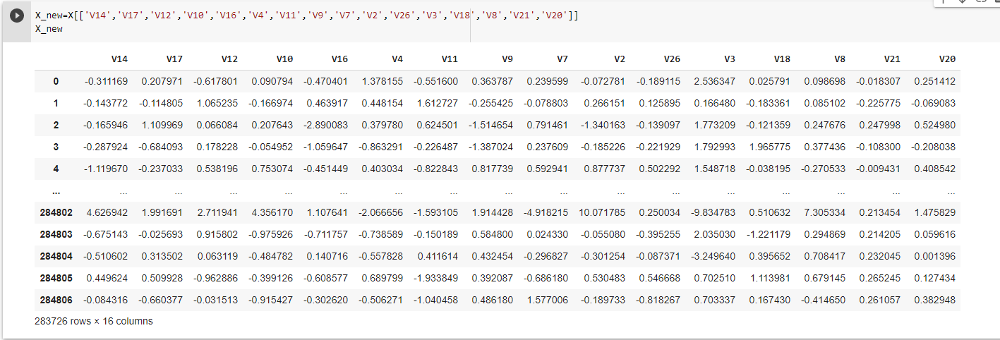 X_new=X[['V14','V17','V12','V10','V16','V4','V11','V9','V7','V2','V26','V3','V18','V8','V21','V20']]
X_new
V14 V17 V12 V10 V16 V4 V11 V9 V7 V2 V26 V3 V18 V8 V21 V20
0 -0.311169 0.207971 -0.617801 0.090794 -0.470401 1.378155 -0.551600 0.363787 0.239599 -0.072781 -0.189115 2.536347 0.025791 0.098698 -0.018307 0.251412
1 -0.143772 -0.114805 1.065235 -0.166974 0.463917 0.448154 1.612727 -0.255425 -0.078803 0.266151 0.125895 0.166480 -0.183361 0.085102 -0.225775 -0.069083
2 -0.165946 1.109969 0.066084 0.207643 -2.890083 0.379780 0.624501 -1.514654 0.791461 -1.340163 -0.139097 1.773209 -0.121359 0.247676 0.247998 0.524980
3 -0.287924 -0.684093 0.178228 -0.054952 -1.059647 -0.863291 -0.226487 -1.387024 0.237609 -0.185226 -0.221929 1.792993 1.965775 0.377436 -0.108300 -0.208038
4 -1.119670 -0.237033 0.538196 0.753074 -0.451449 0.403034 -0.822843 0.817739 0.592941 0.877737 0.502292 1.548718 -0.038195 -0.270533 -0.009431 0.408542
... ... ... ... ... ... ... ... ... ... ... ... ... ... ... ... ...
284802 4.626942 1.991691 2.711941 4.356170 1.107641 -2.066656 -1.593105 1.914428 -4.918215 10.071785 0.250034 -9.834783 0.510632 7.305334 0.213454 1.475829
284803 -0.675143 -0.025693 0.915802 -0.975926 -0.711757 -0.738589 -0.150189 0.584800 0.024330 -0.055080 -0.395255 2.035030 -1.221179 0.294869 0.214205 0.059616
284804 -0.510602 0.313502 0.063119 -0.484782 0.140716 -0.557828 0.411614 0.432454 -0.296827 -0.301254 -0.087371 -3.249640 0.395652 0.708417 0.232045 0.001396
284805 0.449624 0.509928 -0.962886 -0.399126 -0.608577 0.689799 -1.933849 0.392087 -0.686180 0.530483 0.546668 0.702510 1.113981 0.679145 0.265245 0.127434
284806 -0.084316 -0.660377 -0.031513 -0.915427 -0.302620 -0.506271 -1.040458 0.486180 1.577006 -0.189733 -0.818267 0.703337 0.167430 -0.414650 0.261057 0.382948
283726 rows × 16 columns